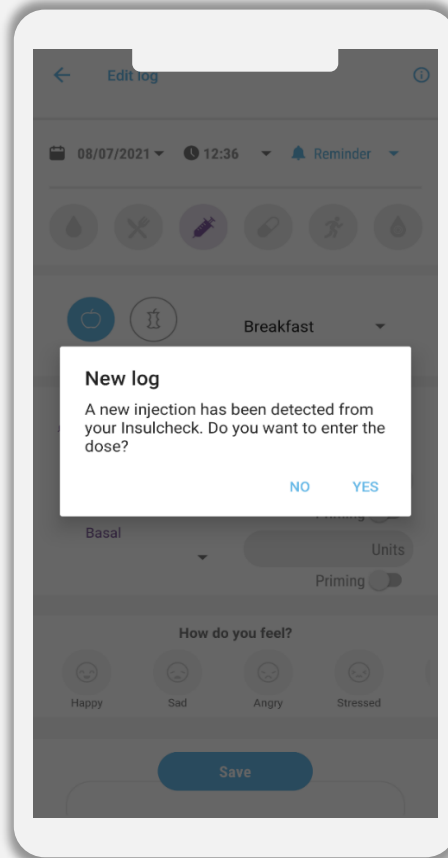 Edit log
08/07/2021 12:36 Reminder
Breakfast
New log
A new injection has been detected from
your Insulcheck. Do you want to enter the
dose?
NO YES
Priming
Basal
Units
Priming
How do you feel?
Happy Sad Angry Stressed
Save